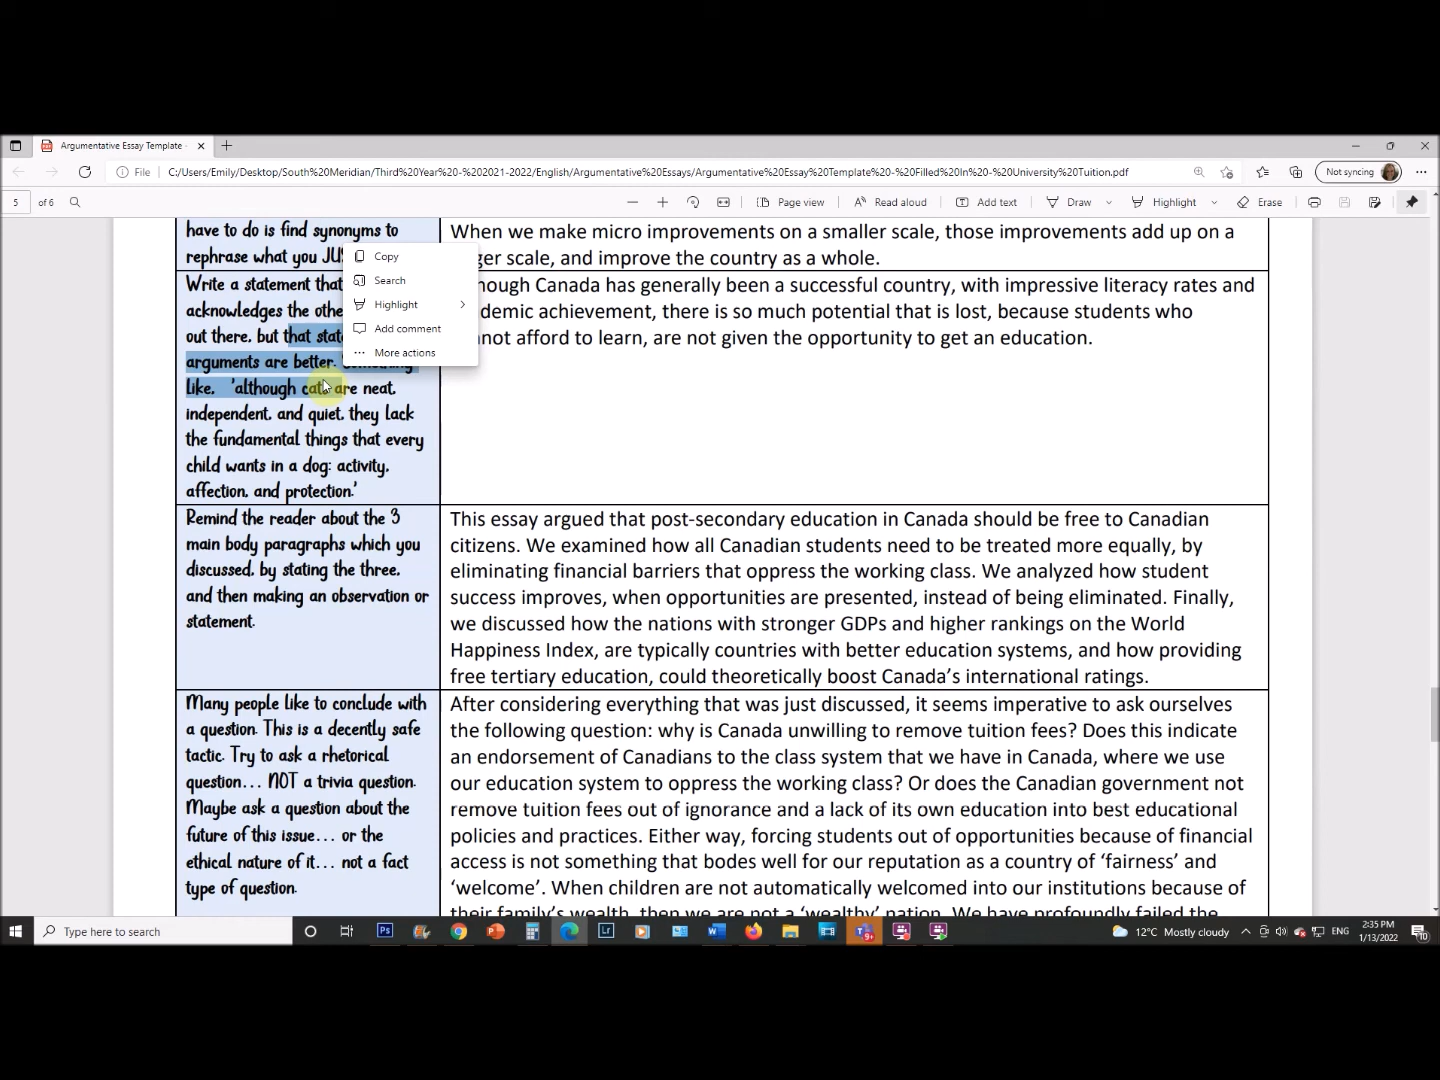 Argumentative Essay Template -
File
C:/Users/Emily/Desktop/South%20Meridian/Third%20Year%20-%202021-2022/English/Argumentative%20Essays/Argumentative%20Essay%20Template%20-%20Filled%20In%20-%20University%20Tuition.pdf
Not syncing
5 of 6
Page view
Read aloud
Add text
Draw
Highlight
Erase
have to do is find synonyms to
rephrase what you JUS
When we make micro improvements on a smaller scale, those improvements add up on a
ger scale, and improve the country as a whole.
Copy
Search
Highlight
Add comment
More actions
Write a statement that
acknowledges the othe
out there, but that stat
arguments are better.
like, 'although cats are neat,
independent, and quiet, they lack
the fundamental things that every
child wants in a dog: activity,
affection, and protection.'
hough Canada has generally been a successful country, with impressive literacy rates and
demic achievement, there is so much potential that is lost, because students who
not afford to learn, are not given the opportunity to get an education.
Remind the reader about the 3
main body paragraphs which you
discussed, by stating the three,
and then making an observation or
statement.
This essay argued that post-secondary education in Canada should be free to Canadian
citizens. We examined how all Canadian students need to be treated more equally, by
eliminating financial barriers that oppress the working class. We analyzed how student
success improves, when opportunities are presented, instead of being eliminated. Finally,
we discussed how the nations with stronger GDPs and higher rankings on the World
Happiness Index, are typically countries with better education systems, and how providing
free tertiary education, could theoretically boost Canada's international ratings.
Many people like to conclude with
a question. This is a decently safe
tactic. Try to ask a rhetorical
question... NOT a trivia question.
Maybe ask a question about the
future of this issue... or the
ethical nature of it... not a fact
type of question.
After considering everything that was just discussed, it seems imperative to ask ourselves
the following question: why is Canada unwilling to remove tuition fees? Does this indicate
an endorsement of Canadians to the class system that we have in Canada, where we use
our education system to oppress the working class? Or does the Canadian government not
remove tuition fees out of ignorance and a lack of its own education into best educational
policies and practices. Either way, forcing students out of opportunities because of financial
access is not something that bodes well for our reputation as a country of 'fairness' and
'welcome'. When children are not automatically welcomed into our institutions because of
their family's wealth, then we are not a 'wealthy' nation. We have profoundly failed the
Type here to search
Ps
Lr
9+
12°C Mostly cloudy
ENG
2:35 PM
1/13/2022
10